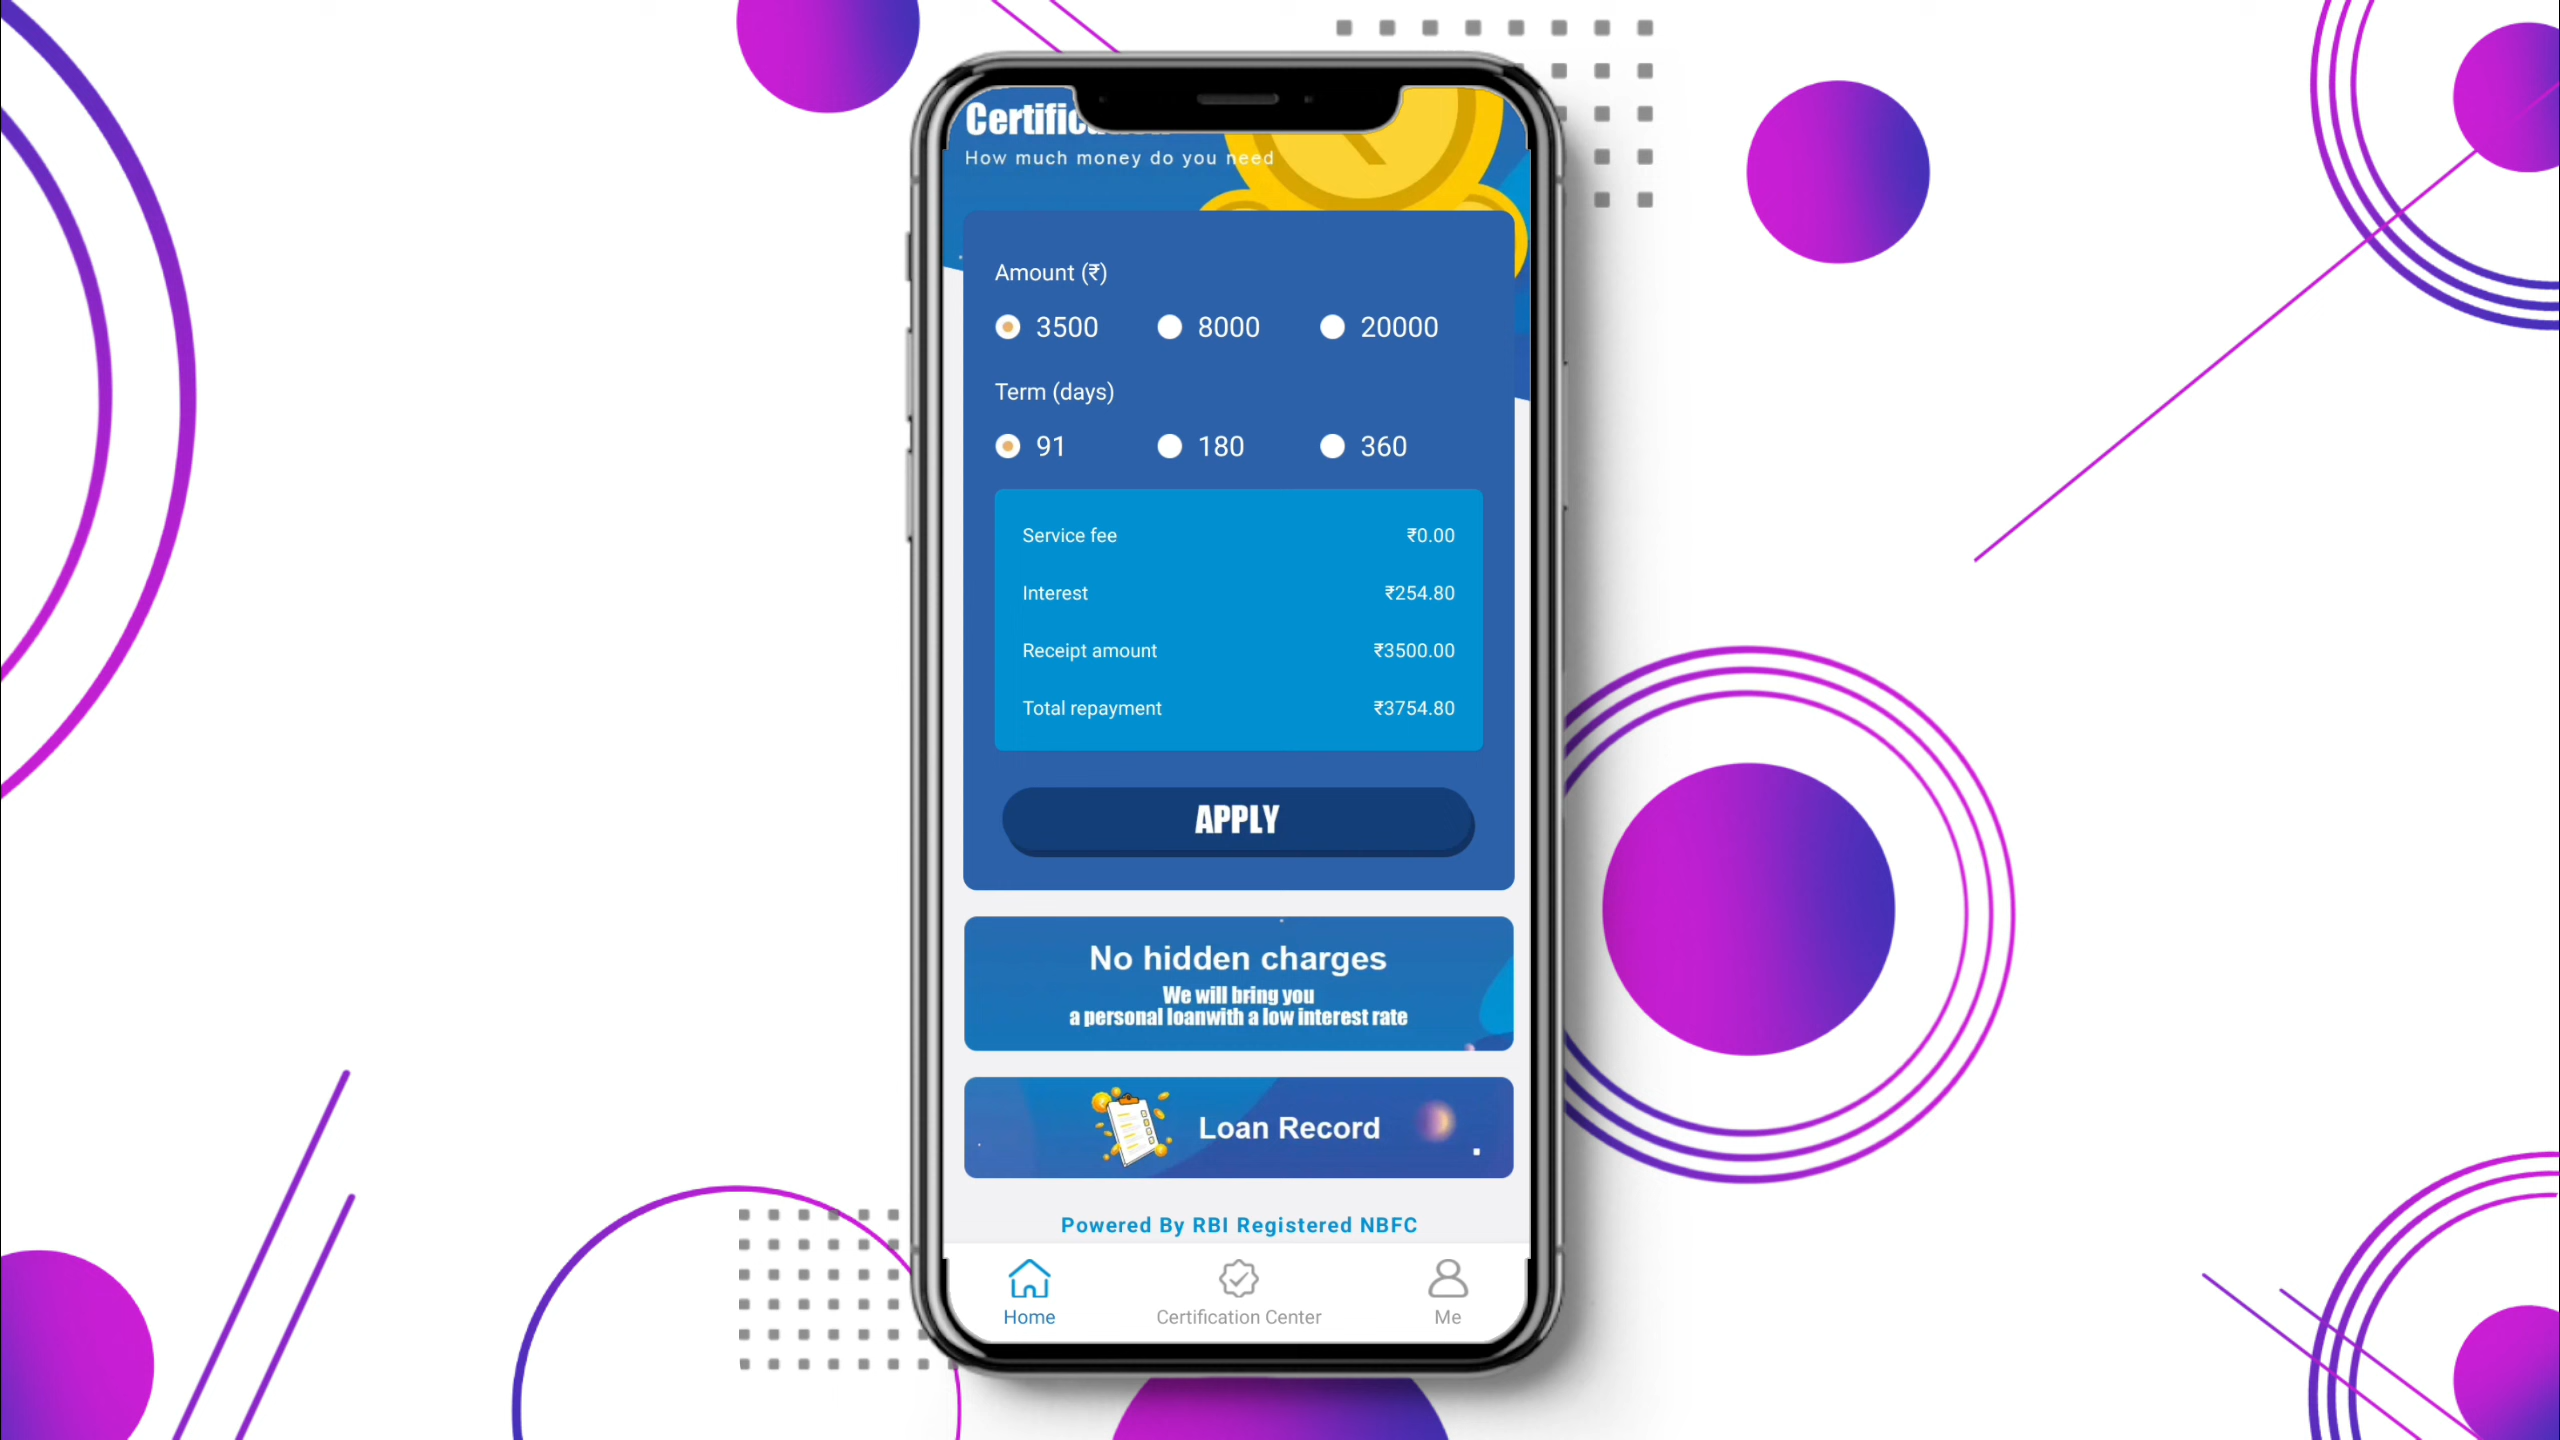 How much money do you need
Amount (₹)
3500 8000 20000
Term (days)
91 180 360
Service fee ₹0.00
Interest ₹254.80
Receipt amount ₹3500.00
Total repayment ₹3754.80
APPLY
No hidden charges
We will bring you
a personal loanwith a low interest rate
Loan Record
Powered By RBI Registered NBFC
Home Certification Center Me